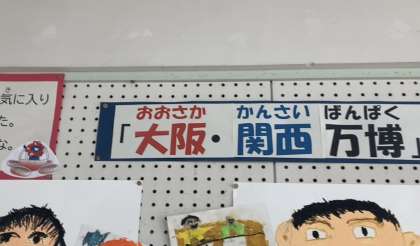 気に入り
た。
な。
おおさか かんさい ばんぱく
「大阪・関西 万博」